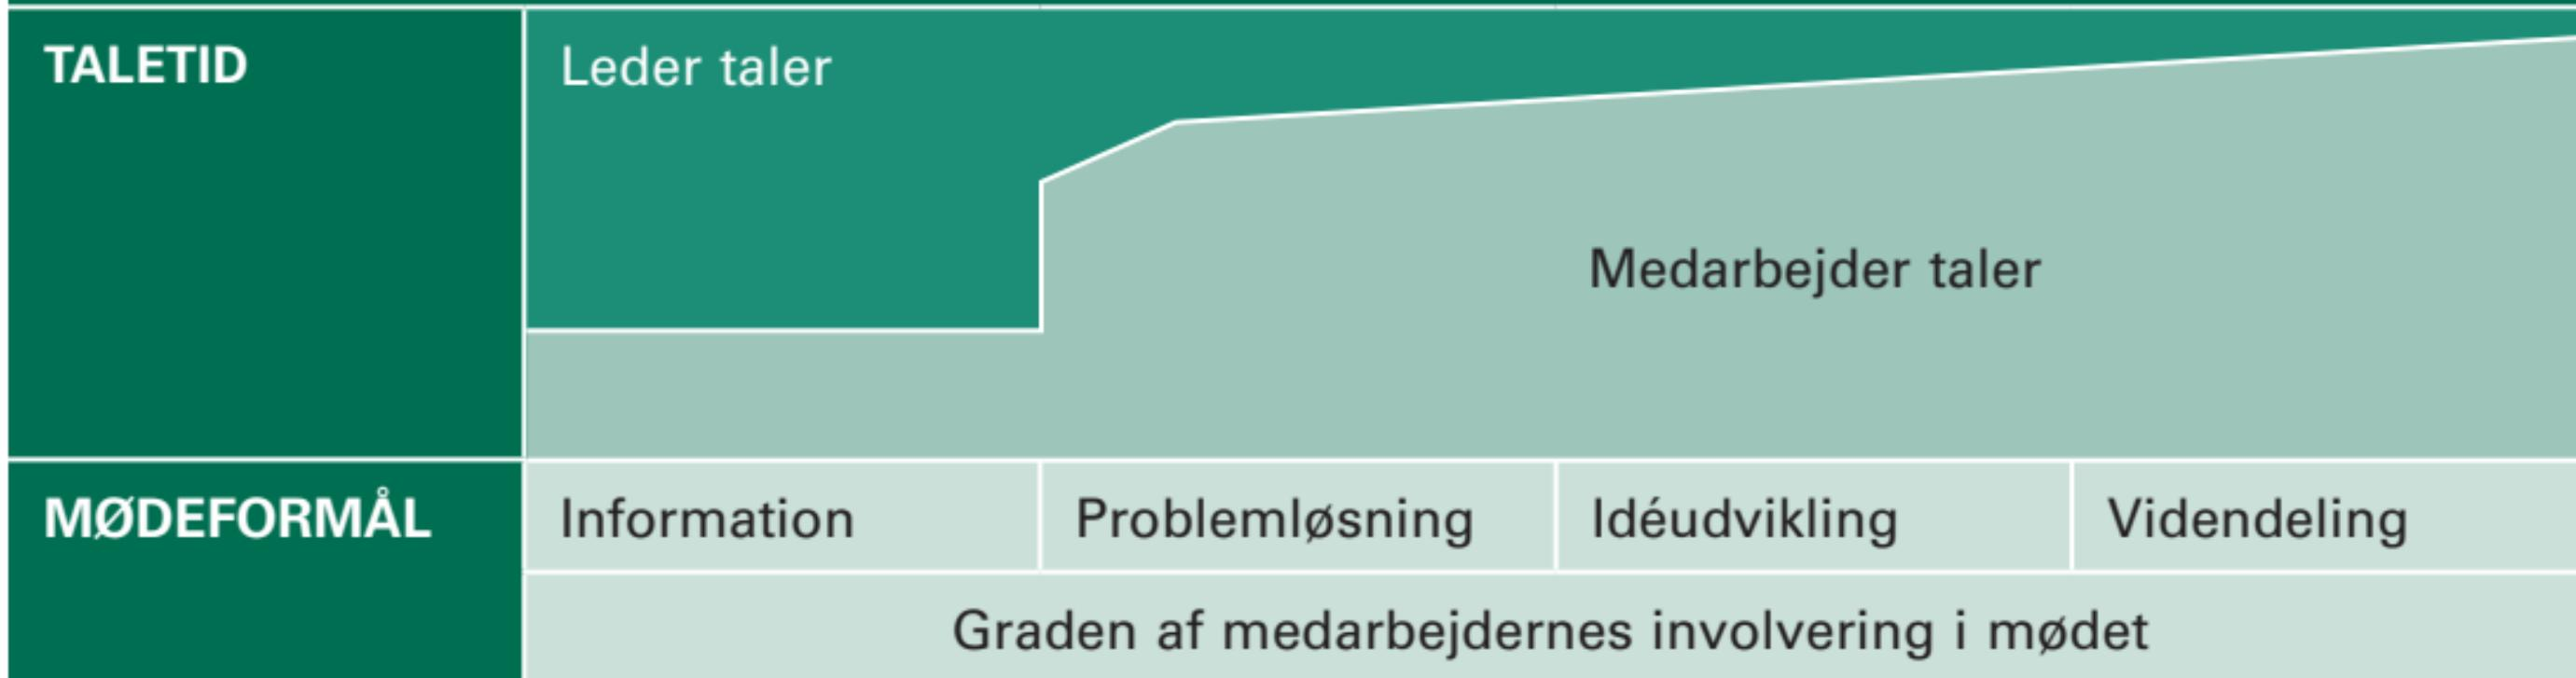 TALETID
Leder taler
Medarbejder taler
MØDEFORMÅL
Information
Problemløsning
Idéudvikling
Videndeling
Graden af medarbejdernes involvering i mødet